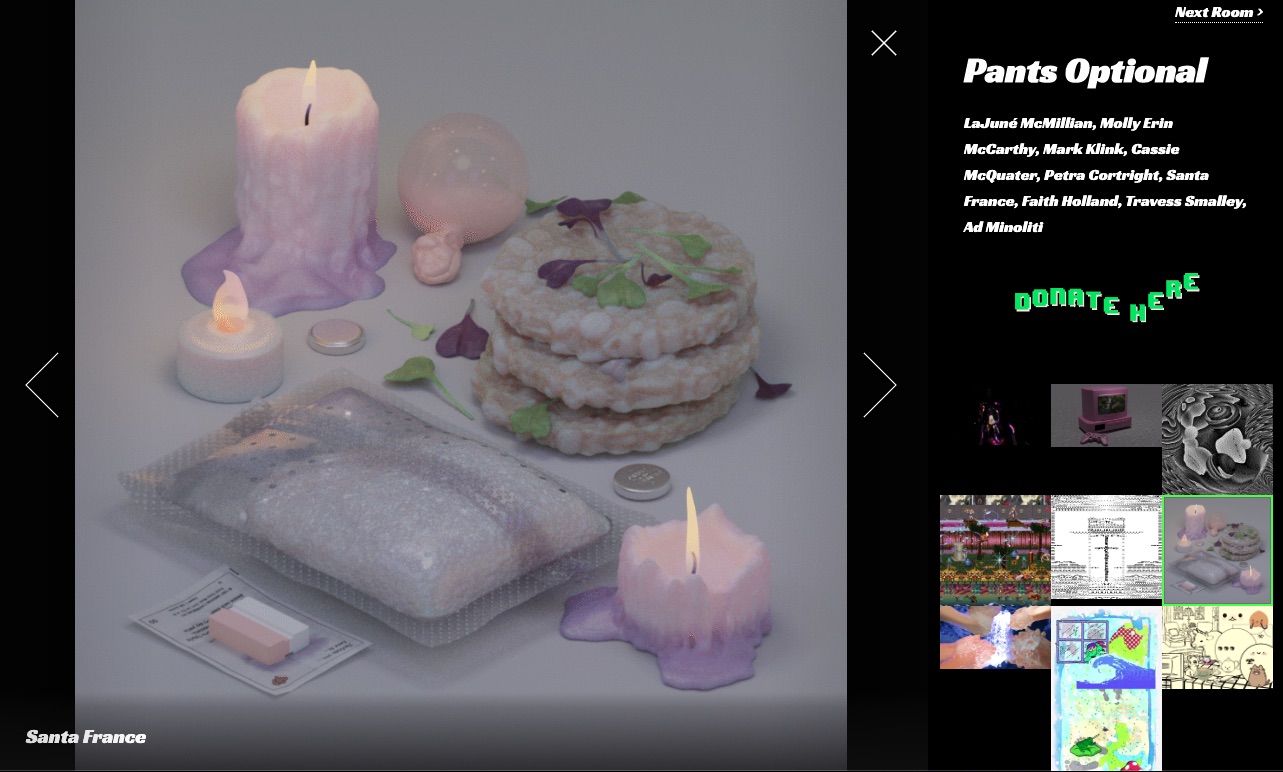 Next Room >
Pants Optional
LaJuné McMillian, Molly Erin
McCarthy, Mark Klink, Cassie
McQuater, Petra Cortright, Santa
France, Faith Holland, Travess Smalley,
Ad Minoliti
DONATE HERE
Santa France